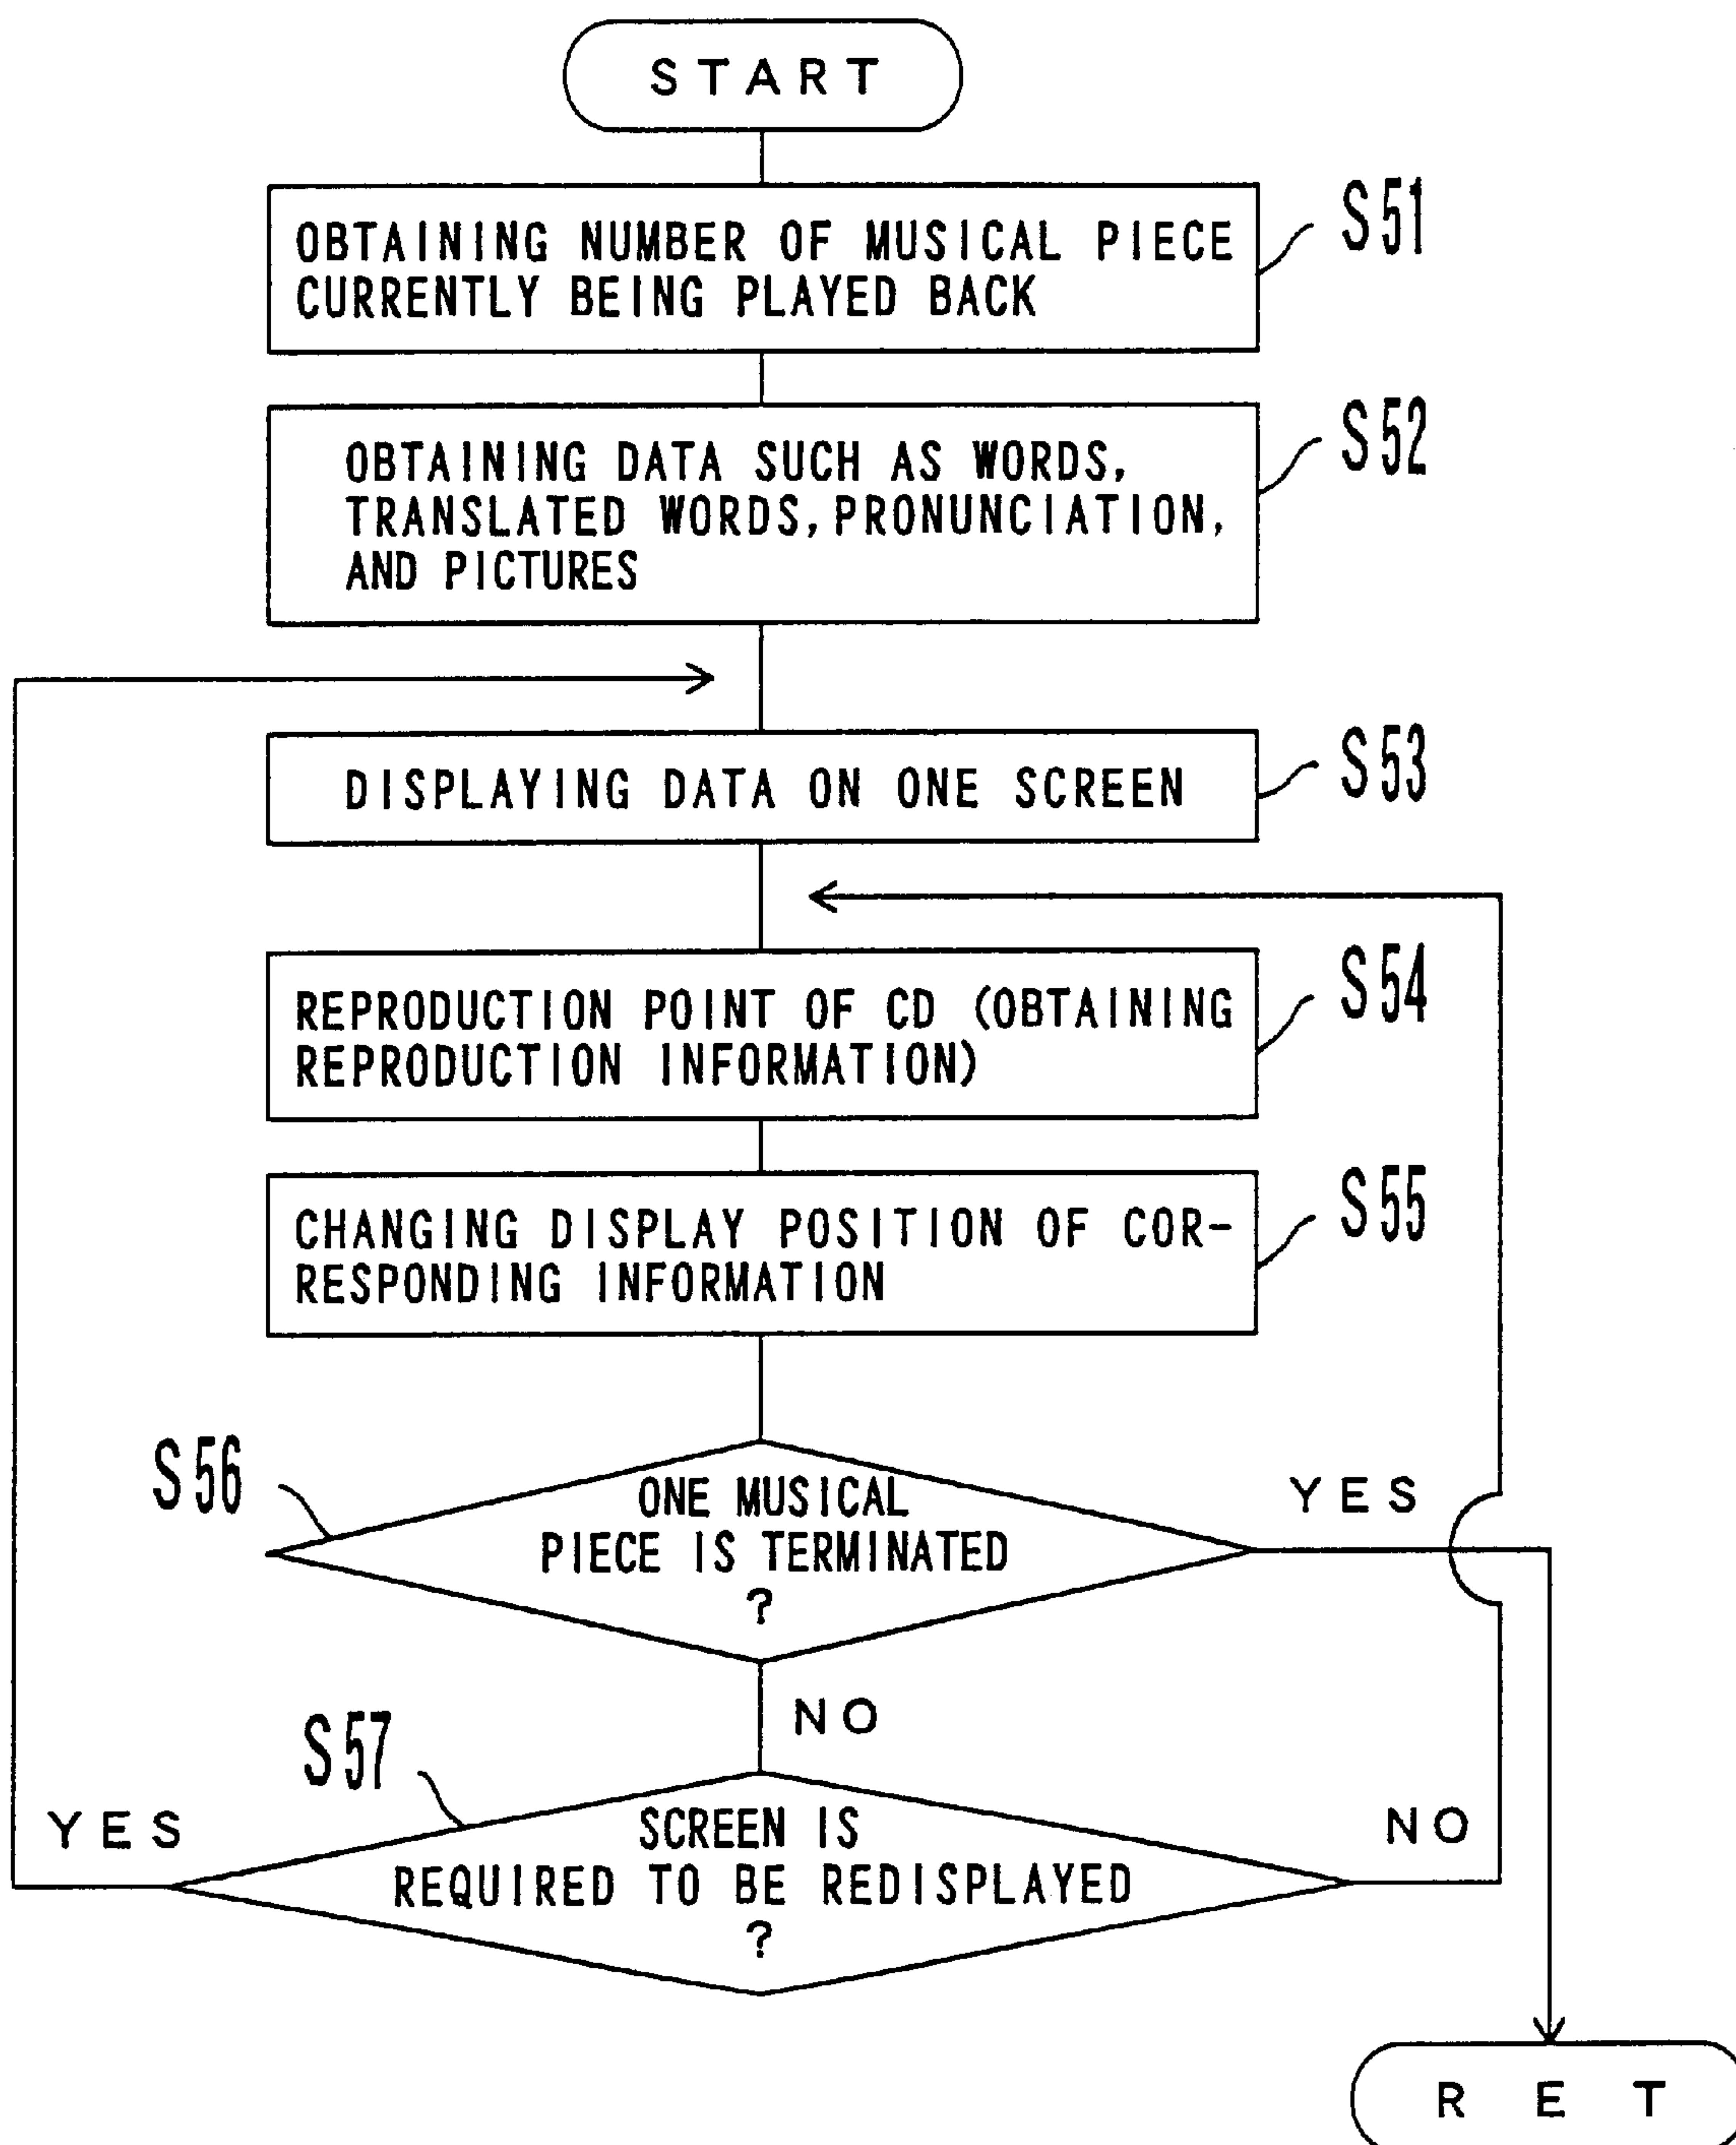 START
OBTAINING NUMBER OF MUSICAL PIECE
CURRENTLY BEING PLAYED BACK
S51
OBTAINING DATA SUCH AS WORDS,
TRANSLATED WORDS, PRONUNCIATION,
AND PICTURES
S52
DISPLAYING DATA ON ONE SCREEN
S53
REPRODUCTION POINT OF CD (OBTAINING
REPRODUCTION INFORMATION)
S54
CHANGING DISPLAY POSITION OF COR-
RESPONDING INFORMATION
S55
S56
ONE MUSICAL
PIECE IS TERMINATED
?
YES
NO
S57
SCREEN IS
REQUIRED TO BE REDISPLAYED
?
YES
NO
RET